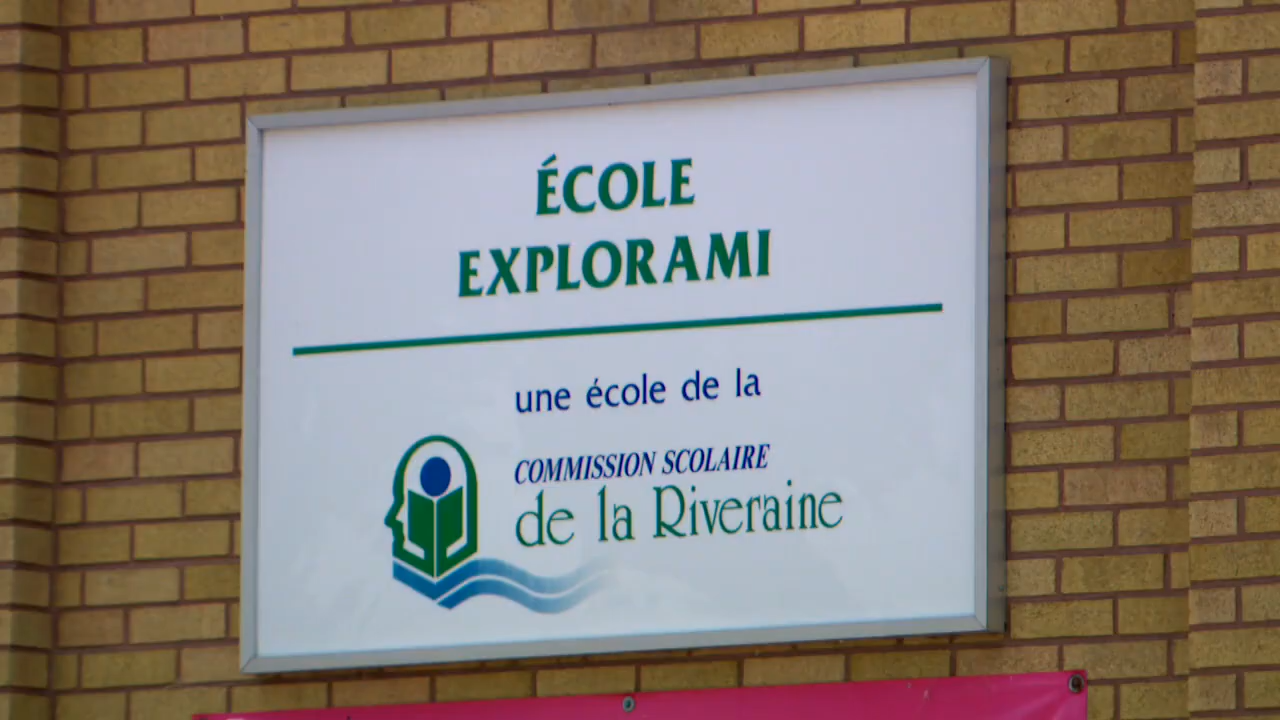 ÉCOLE
EXPLORAMI
une école de la
COMMISSION SCOLAIRE
de la Riveraine